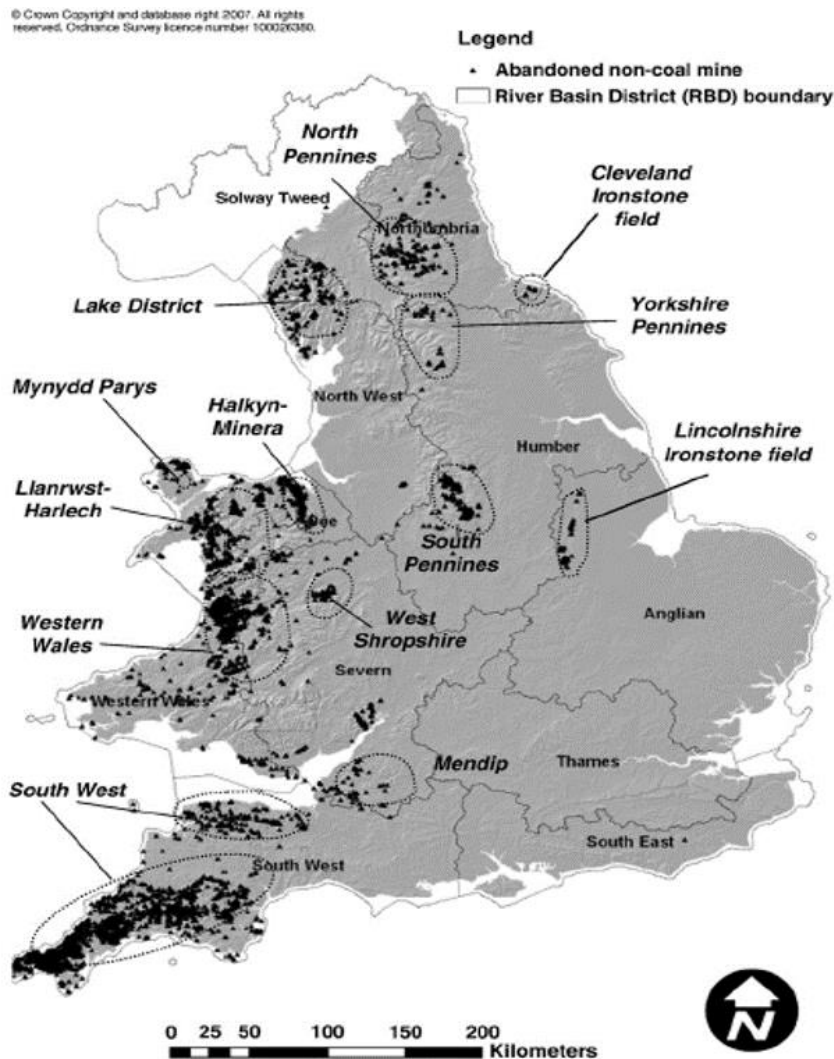 © Crown Copyright and database right 2007. All rights
reserved. Ordnance Survey licence number 100026380.
Legend
Abandoned non-coal mine
River Basin District (RBD) boundary
North
Pennines
Cleveland
Ironstone
field
Solway Tweed
Northumbria
Lake District
Yorkshire
Pennines
Mynydd Parys
Halkyn-
Minera
North West
Humber
Lincolnshire
Ironstone field
Llanrwst-
Harlech
Dee
South
Pennines
Western
Wales
West
Shropshire
Anglian
Severn
Western Wales
Mendip
Thames
South West
South East
South West
N
0 25 50 100 150 200
Kilometers